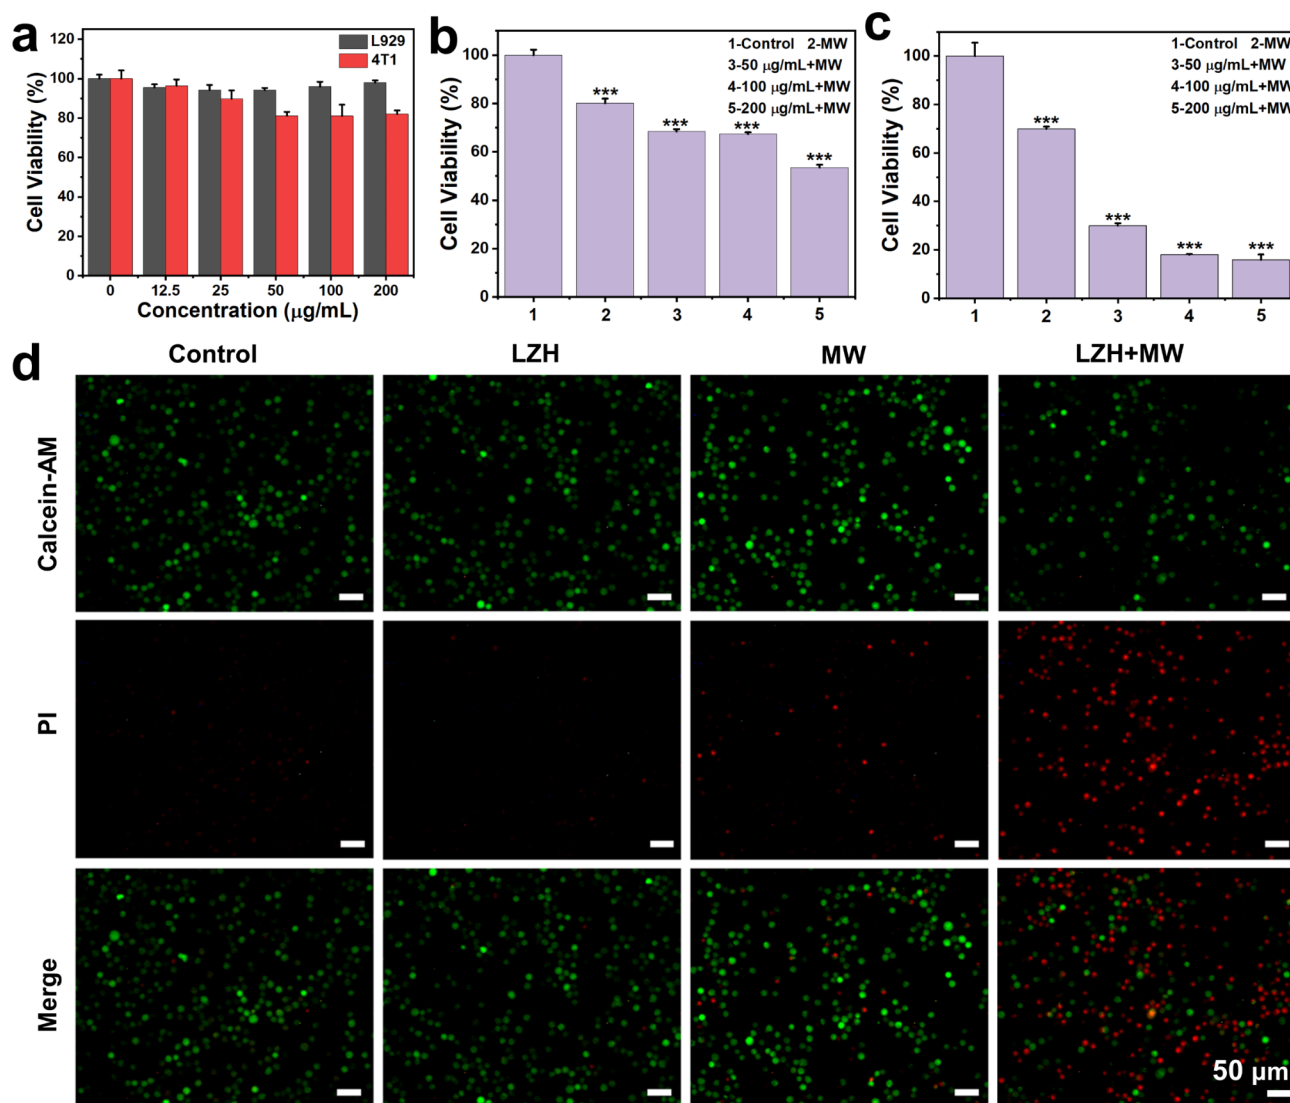 a
Cell Viability (%)
120
100
80
60
40
20
0
L929
4T1
0 12.5 25 50 100 200
Concentration (μg/mL)
b
Cell Viability (%)
100
80
60
40
20
0
1-Control 2-MW
3-50 μg/mL+MW
4-100 μg/mL+MW
5-200 μg/mL+MW
***
***
***
***
1 2 3 4 5
c
Cell Viability (%)
100
80
60
40
20
0
1-Control 2-MW
3-50 μg/mL+MW
4-100 μg/mL+MW
5-200 μg/mL+MW
***
***
***
***
1 2 3 4 5
d
Control LZH MW LZH+MW
Calcein-AM
PI
Merge
50 μm